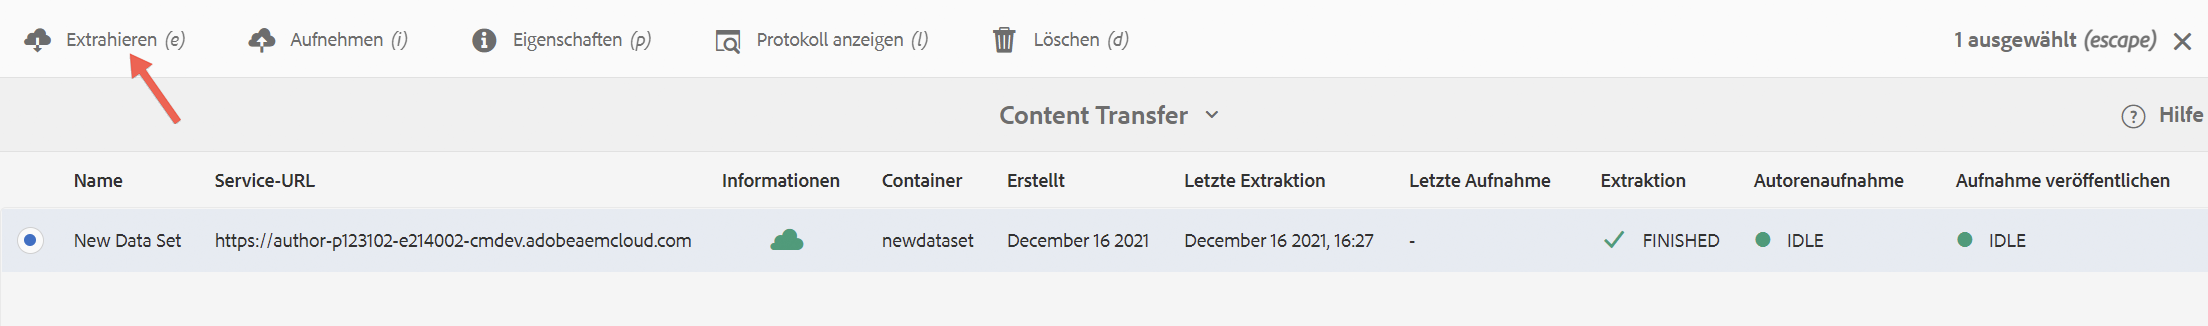 Extrahieren (e) Aufnehmen (i) Eigenschaften (p) Protokoll anzeigen (l) Löschen (d) 1 ausgewählt (escape)
Content Transfer ? Hilfe
Name Service-URL Informationen Container Erstellt Letzte Extraktion Letzte Aufnahme Extraktion Autorenaufnahme Aufnahme veröffentlichen
New Data Set https://author-p123102-e214002-cmdev.adobeaemcloud.com newdataset December 16 2021 December 16 2021, 16:27 - FINISHED IDLE IDLE